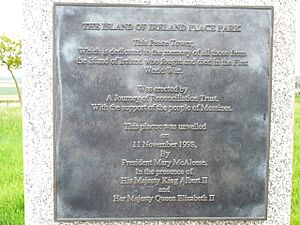 THE ISLAND OF IRELAND PEACE PARK
This Peace Tower,
Which is dedicated to the memory of all those from
the Island of Ireland who fought and died in the First
World War.
Was erected by
A Journey of Reconciliation Trust.
With the support of the people of Messines.
This plaque was unveiled
on
11 November 1998,
By
President Mary McAleese,
In the presence of
His Majesty King Albert II
and
Her Majesty Queen Elizabeth II